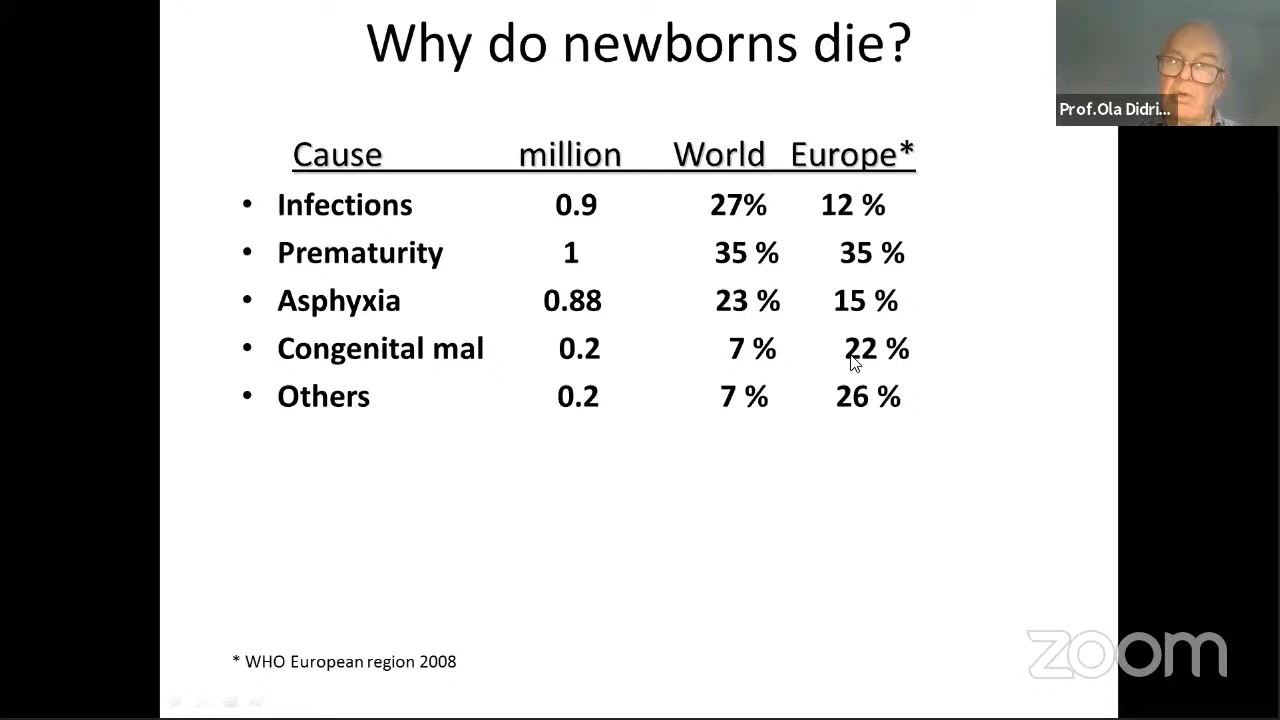 Why do newborns die?
Prof.Ola Didri...
Cause million World Europe*
• Infections 0.9 27% 12 %
• Prematurity 1 35 % 35 %
• Asphyxia 0.88 23 % 15 %
• Congenital mal 0.2 7 % 22 %
• Others 0.2 7 % 26 %
* WHO European region 2008
zoom